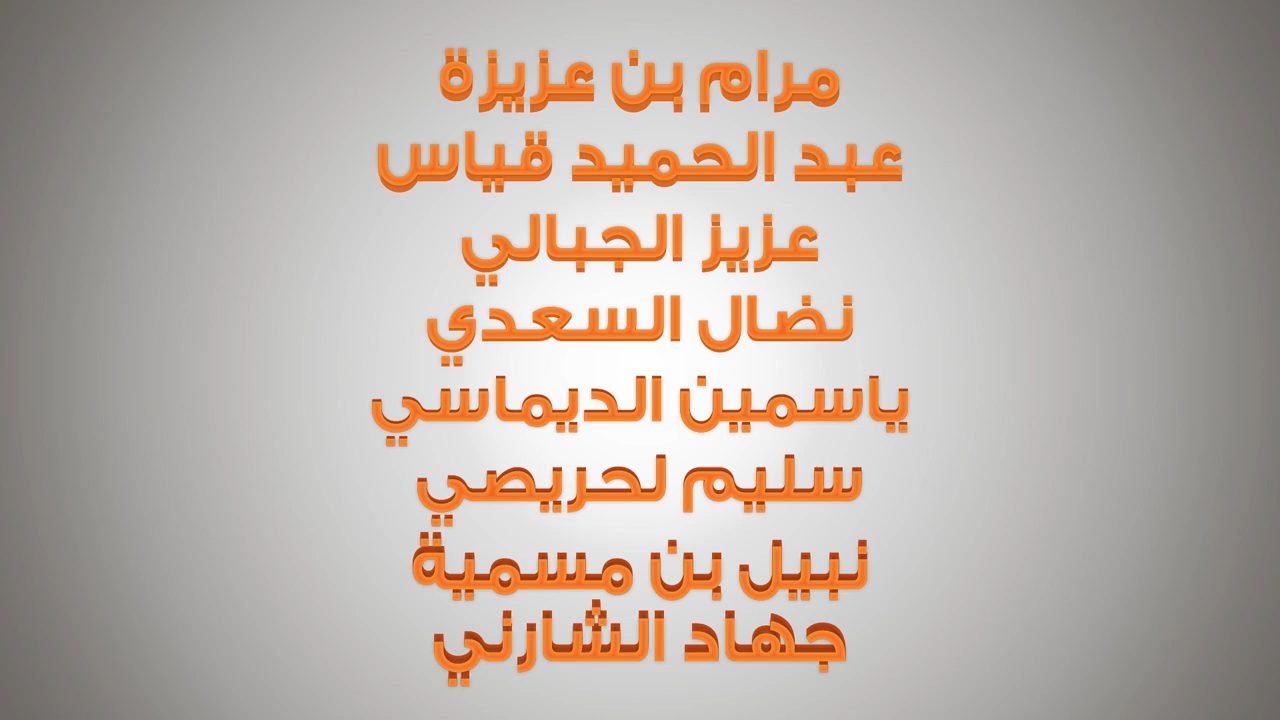 مرام بن عزيزة
عبد الحميد قياس
عزيز الجبالي
نضال السعدي
ياسمين الديماسي
سليم لحريصي
نبيل بن مسمية
جهاد الشارني